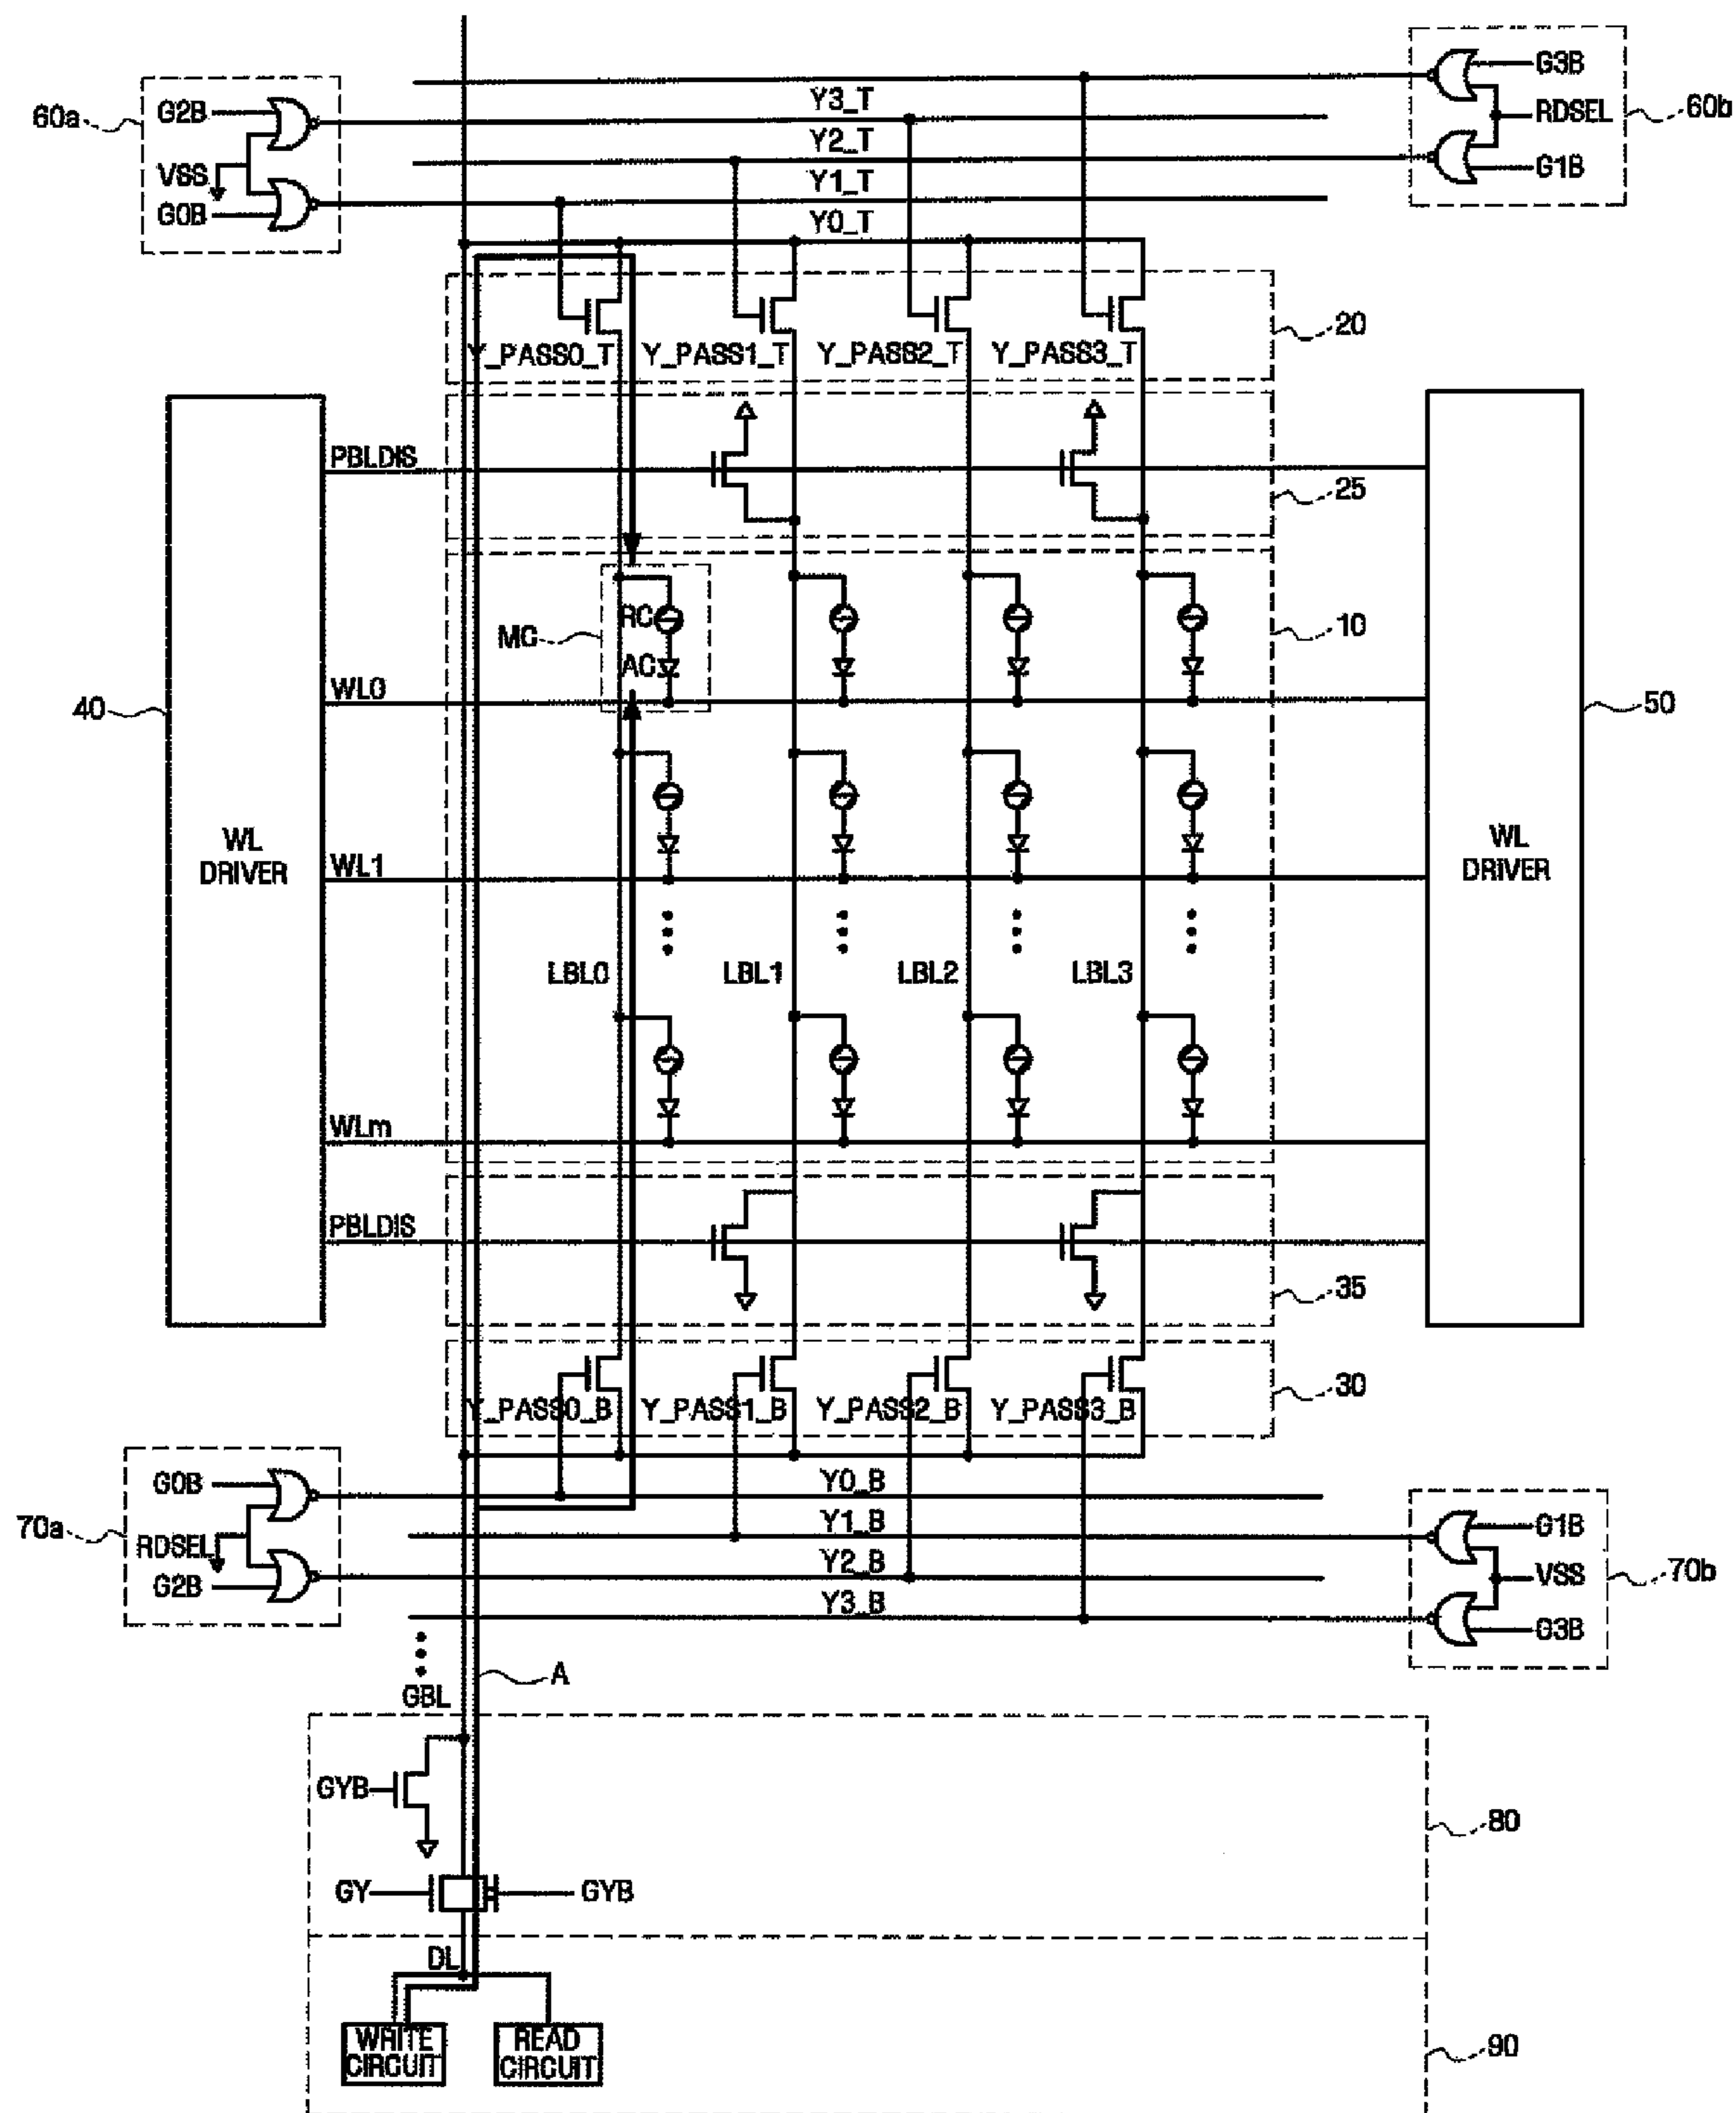 G3B
60a
G2B
Y3_T
RDSEL
60b
Y2_T
VSS
Y1_T
G1B
G0B
Y0_T
20
Y_PASS0_T
Y_PASS1_T
Y_PASS2_T
Y_PASS3_T
PBLDIS
25
RC
10
MC
AC
WL0
40
50
WL
DRIVER
WL
DRIVER
WL1
LBL0
LBL1
LBL2
LBL3
WLm
PBLDIS
35
30
Y_PASS0_B
Y_PASS1_B
Y_PASS2_B
Y_PASS3_B
G0B
Y0_B
70a
Y1_B
G1B
RDSEL
Y2_B
VSS
70b
G2B
Y3_B
G3B
A
GBL
GYB
80
GY
GYB
DL
WRITE
CIRCUIT
READ
CIRCUIT
90